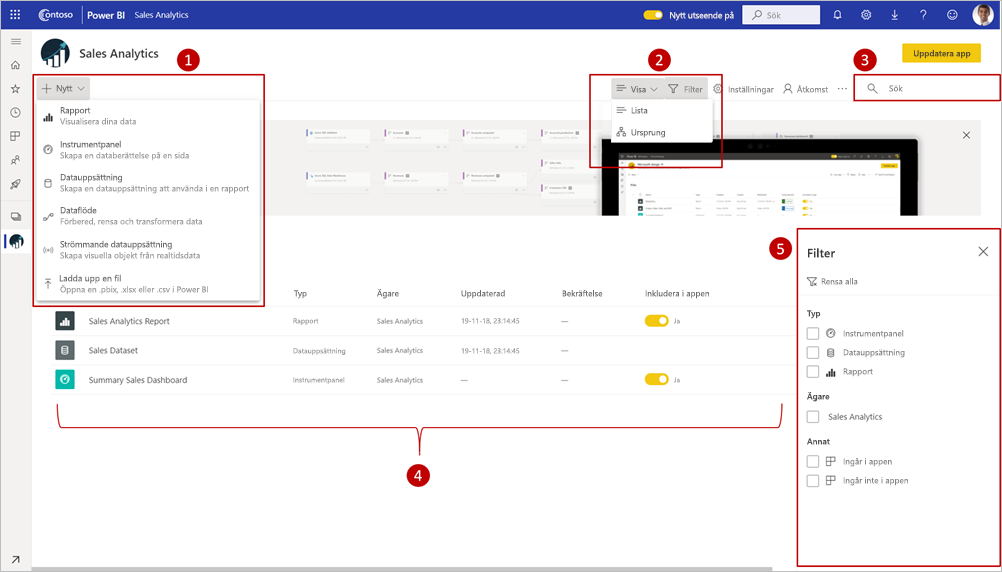 Contoso Power BI Sales Analytics Nytt utseende på Sök
Sales Analytics
Uppdatera app
1
2
3
Nytt
Visa Filter Inställningar Åtkomst ... Sök
Rapport
Visualisera dina data
Instrumentpanel
Skapa en databerättelse på en sida
Datauppsättning
Skapa en datauppsättning att använda i en rapport
Dataflöde
Förbered, rensa och transformera data
Strömmande datauppsättning
Skapa visuella objekt från realtidsdata
Ladda upp en fil
Öppna en .pbix, .xlsx eller .csv i Power BI
Lista
Ursprung
Typ Ägare Uppdaterad Bekräftelse Inkludera i appen
Sales Analytics Report Rapport Sales Analytics 19-11-18, 23:14:45 — Ja
Sales Dataset Datauppsättning Sales Analytics 19-11-18, 23:14:45 —
Summary Sales Dashboard Instrumentpanel Sales Analytics — — Ja
4
5
Filter
Rensa alla
Typ
Instrumentpanel
Datauppsättning
Rapport
Ägare
Sales Analytics
Annat
Ingår i appen
Ingår inte i appen